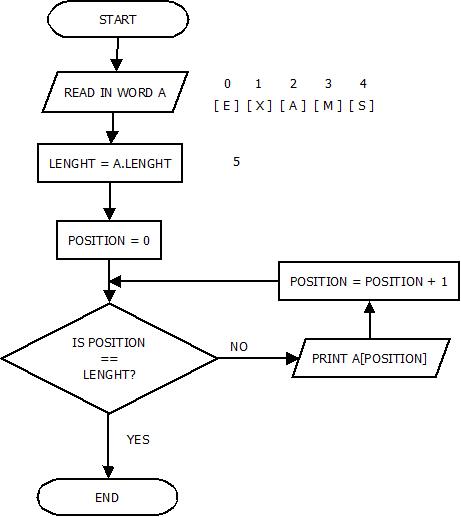 START
READ IN WORD A
0 1 2 3 4
[ E ] [ X ] [ A ] [ M ] [ S ]
LENGHT = A.LENGHT
5
POSITION = 0
POSITION = POSITION + 1
IS POSITION
==
LENGHT?
NO
PRINT A[POSITION]
YES
END